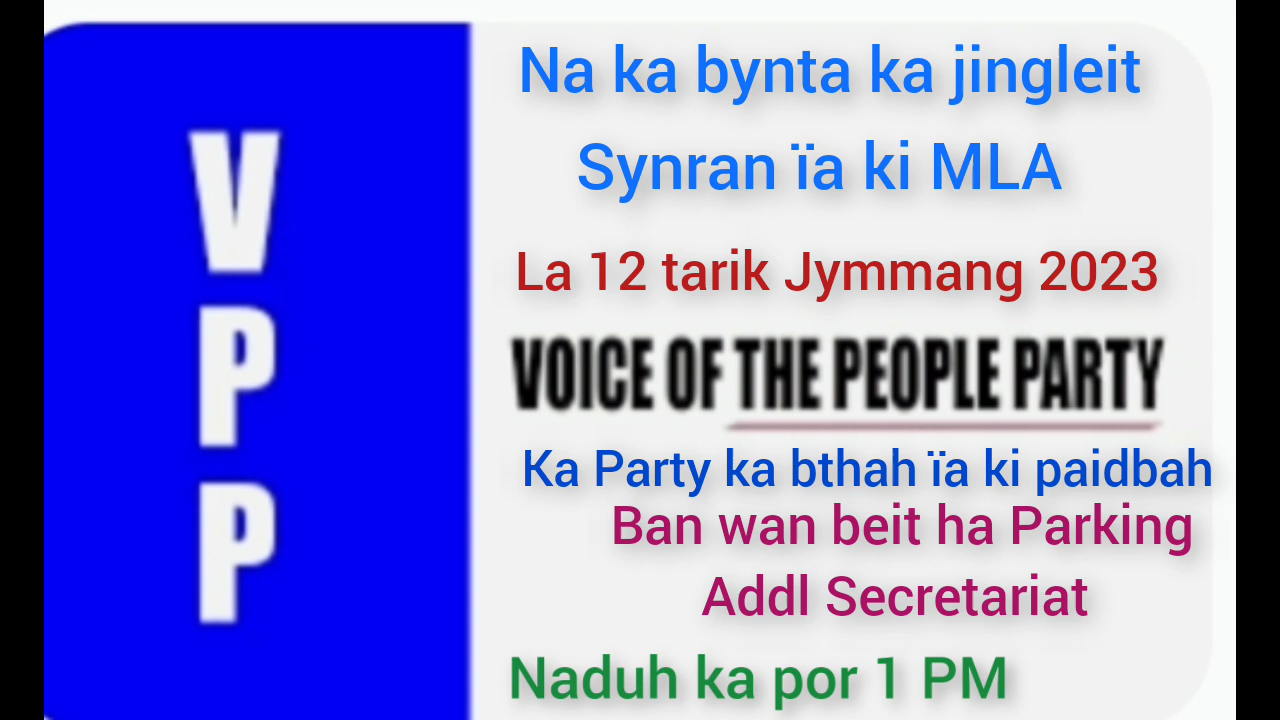 VPP
Na ka bynta ka jingleit
Synran ïa ki MLA
La 12 tarik Jymmang 2023
VOICE OF THE PEOPLE PARTY
Ka Party ka bthah ïa ki paidbah
Ban wan beit ha Parking
Addl Secretariat
Naduh ka por 1 PM